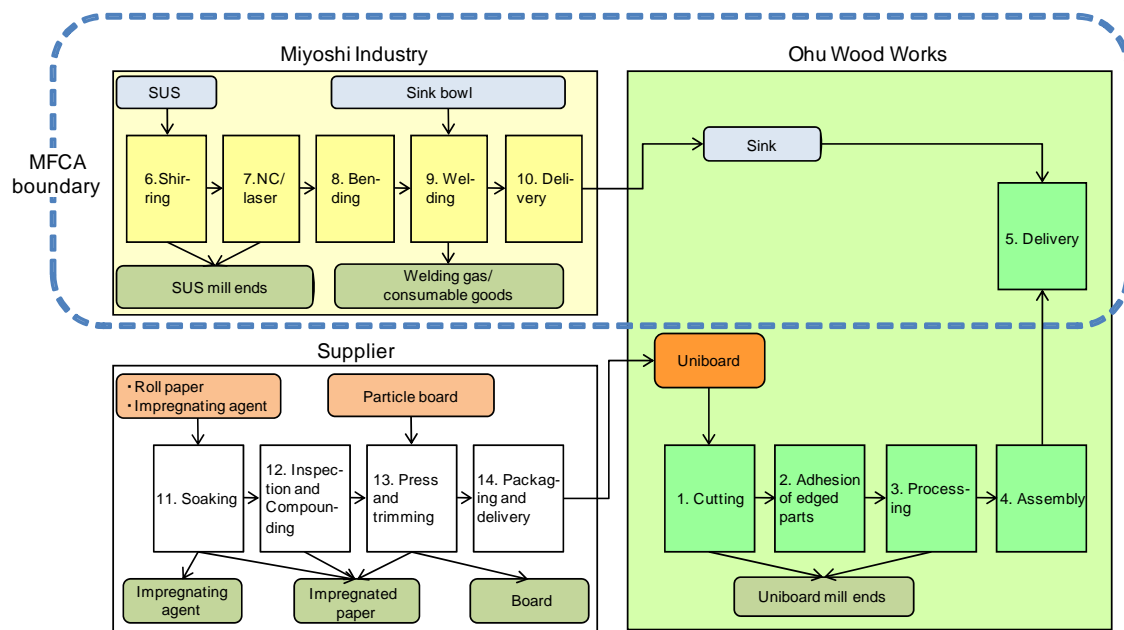 Miyoshi Industry
Ohu Wood Works
MFCA
boundary
SUS
Sink bowl
Sink
6.Shir-
ring
7.NC/
laser
8. Ben-
ding
9. Wel-
ding
10. Deli-
very
5. Delivery
SUS mill ends
Welding gas/
consumable goods
Supplier
Uniboard
・Roll paper
・Impregnating agent
Particle board
11. Soaking
12. Inspec-
tion and
Compoun-
ding
13. Press
and
trimming
14. Packag-
ing and
delivery
1. Cutting
2. Adhesion
of edged
parts
3. Process-
ing
4. Assembly
Impregnating
agent
Impregnated
paper
Board
Uniboard mill ends